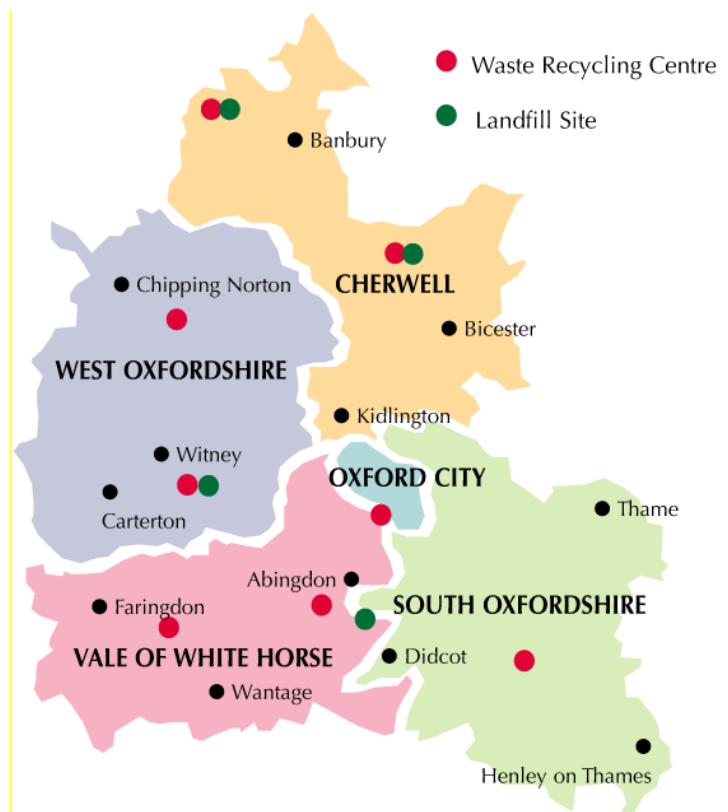 Waste Recycling Centre
Landfill Site
Banbury
CHERWELL
Chipping Norton
Bicester
WEST OXFORDSHIRE
Kidlington
Witney
OXFORD CITY
Carterton
Thame
Abingdon
Faringdon
SOUTH OXFORDSHIRE
VALE OF WHITE HORSE
Didcot
Wantage
Henley on Thames